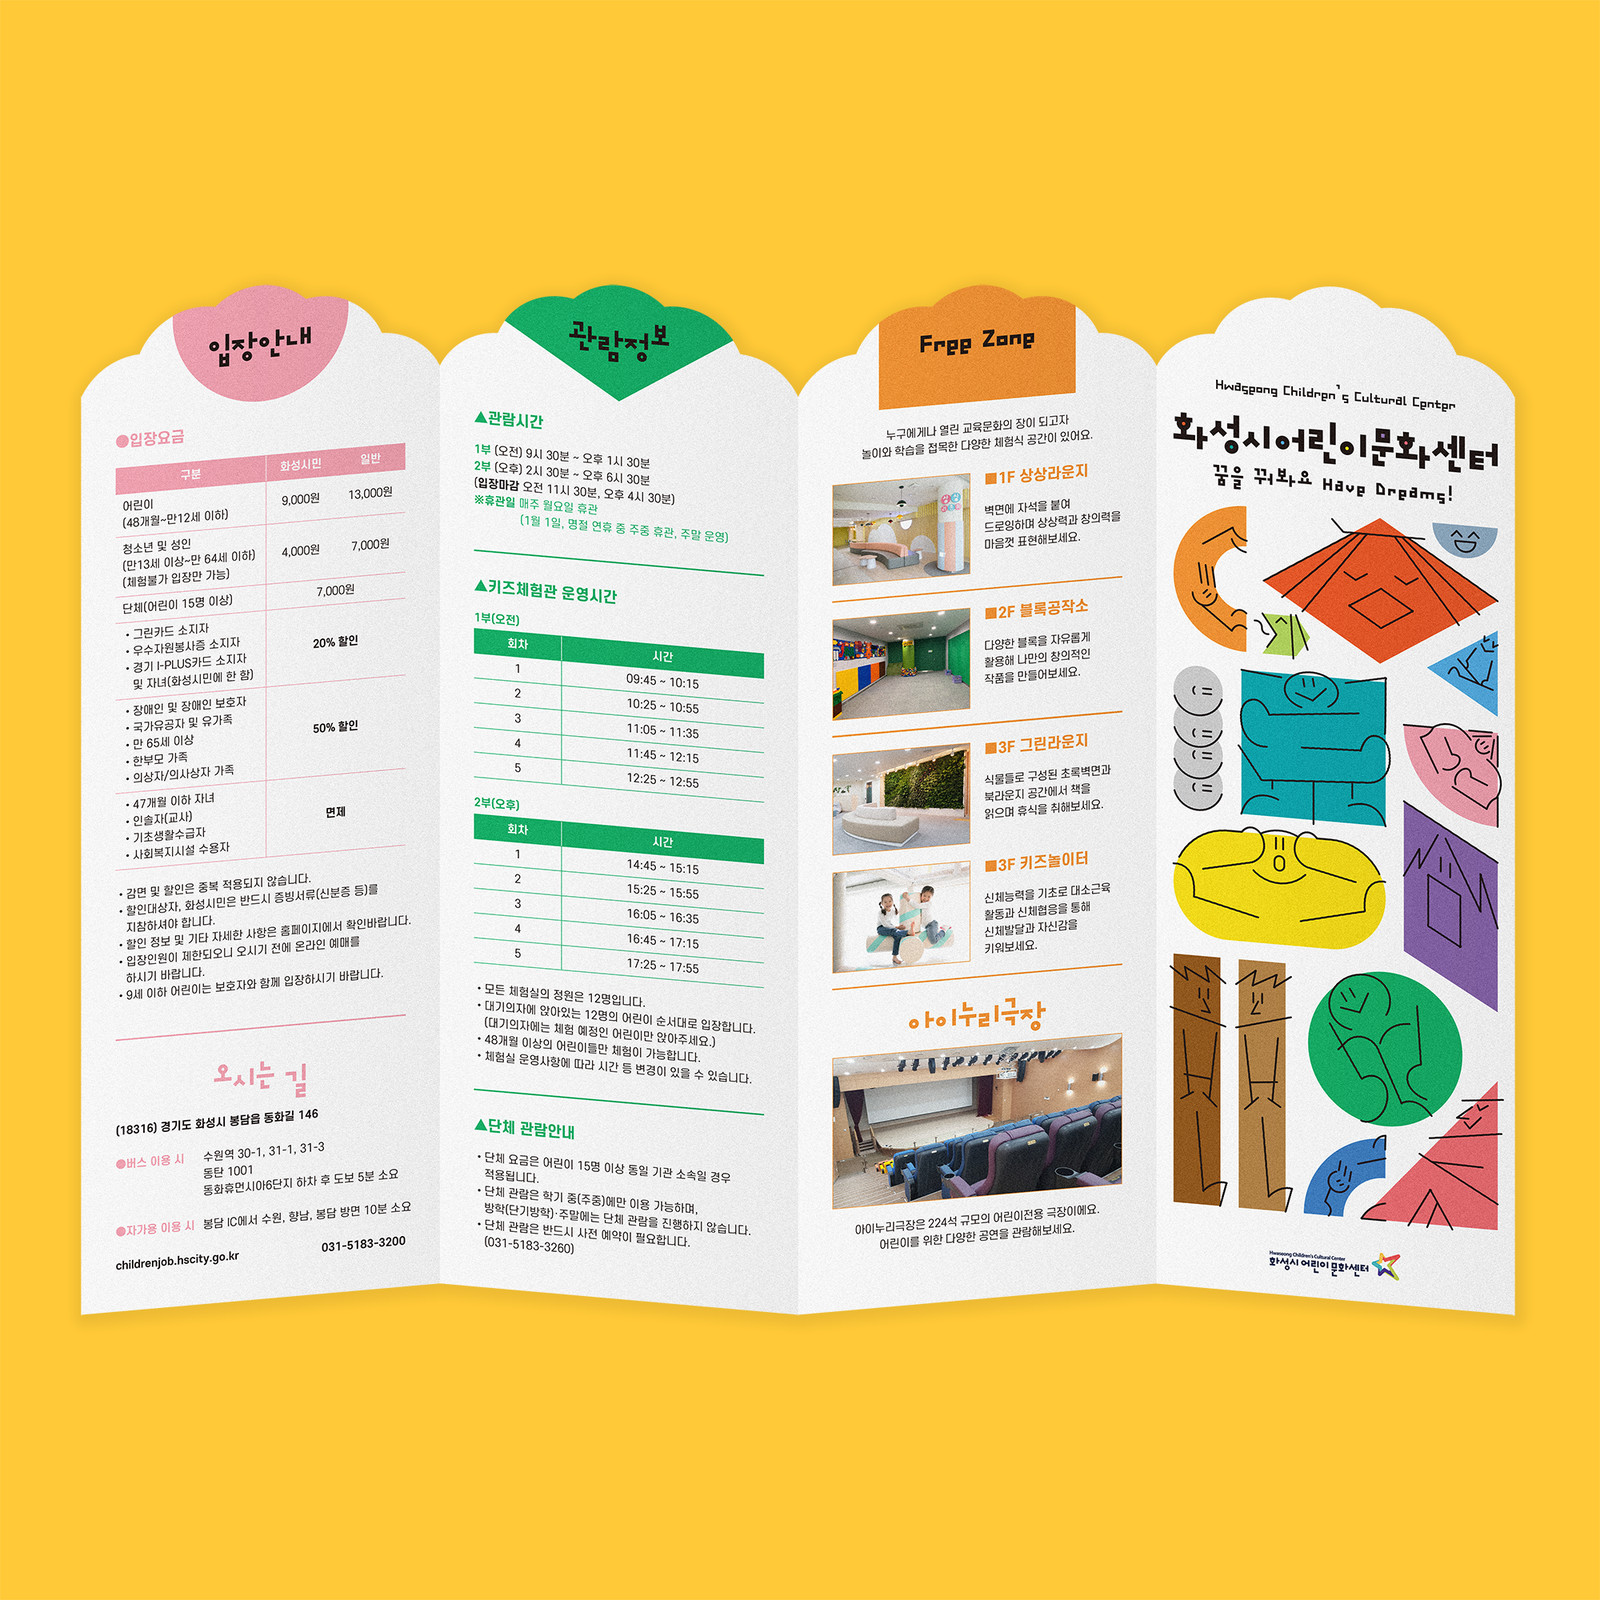 입장안내
●입장요금
구분 화성시민 일반
어린이
(48개월~만12세 이하) 9,000원 13,000원
청소년 및 성인
(만13세 이상~만 64세 이하)
(체험불가 입장만 가능) 4,000원 7,000원
단체(어린이 15명 이상) 7,000원
• 그린카드 소지자
• 우수자원봉사증 소지자
• 경기 I-PLUS카드 소지자
및 자녀(화성시민에 한 함)
20% 할인
• 장애인 및 장애인 보호자
• 국가유공자 및 유가족
• 만 65세 이상
• 한부모 가족
• 의상자/의사상자 가족
50% 할인
• 47개월 이하 자녀
• 인솔자(교사)
• 기초생활수급자
• 사회복지시설 수용자
면제
• 감면 및 할인은 중복 적용되지 않습니다.
• 할인대상자, 화성시민은 반드시 증빙서류(신분증 등)를
지참하셔야 합니다.
• 할인 정보 및 기타 자세한 사항은 홈페이지에서 확인바랍니다.
• 입장인원이 제한되오니 오시기 전에 온라인 예매를
하시기 바랍니다.
• 9세 이하 어린이는 보호자와 함께 입장하시기 바랍니다.
오시는 길
(18316) 경기도 화성시 봉담읍 동화길 146
●버스 이용 시 수원역 30-1, 31-1, 31-3
동탄 1001
동화휴먼시아6단지 하차 후 도보 5분 소요
●자가용 이용 시 봉담 IC에서 수원, 향남, 봉담 방면 10분 소요
childrenjob.hscity.go.kr 031-5183-3200
관람정보
▲관람시간
1부 (오전) 9시 30분 ~ 오후 1시 30분
2부 (오후) 2시 30분 ~ 오후 6시 30분
(입장마감 오전 11시 30분, 오후 4시 30분)
※휴관일 매주 월요일 휴관
(1월 1일, 명절 연휴 중 주중 휴관, 주말 운영)
▲키즈체험관 운영시간
1부(오전)
회차 시간
1 09:45 ~ 10:15
2 10:25 ~ 10:55
3 11:05 ~ 11:35
4 11:45 ~ 12:15
5 12:25 ~ 12:55
2부(오후)
회차 시간
1 14:45 ~ 15:15
2 15:25 ~ 15:55
3 16:05 ~ 16:35
4 16:45 ~ 17:15
5 17:25 ~ 17:55
• 모든 체험실의 정원은 12명입니다.
• 대기의자에 앉아있는 12명의 어린이 순서대로 입장합니다.
(대기의자에는 체험 예정인 어린이만 앉아주세요.)
• 48개월 이상의 어린이들만 체험이 가능합니다.
• 체험실 운영사항에 따라 시간 등 변경이 있을 수 있습니다.
▲단체 관람안내
• 단체 요금은 어린이 15명 이상 동일 기관 소속일 경우
적용됩니다.
• 단체 관람은 학기 중(주중)에만 이용 가능하며,
방학(단기방학)·주말에는 단체 관람을 진행하지 않습니다.
• 단체 관람은 반드시 사전 예약이 필요합니다.
(031-5183-3260)
Free Zone
누구에게나 열린 교육문화의 장이 되고자
놀이와 학습을 접목한 다양한 체험식 공간이 있어요.
■1F 상상라운지
벽면에 자석을 붙여
드로잉하며 상상력과 창의력을
마음껏 표현해보세요.
■2F 블록공작소
다양한 블록을 자유롭게
활용해 나만의 창의적인
작품을 만들어보세요.
■3F 그린라운지
식물들로 구성된 초록벽면과
북라운지 공간에서 책을
읽으며 휴식을 취해보세요.
■3F 키즈놀이터
신체능력을 기초로 대소근육
활동과 신체협응을 통해
신체발달과 자신감을
키워보세요.
아이누리극장
아이누리극장은 224석 규모의 어린이전용 극장이에요.
어린이를 위한 다양한 공연을 관람해보세요.
Hwaseong Children's Cultural Center
화성시어린이문화센터
꿈을 꿔봐요 Have Dreams!
Hwaseong Children's Cultural Center
화성시 어린이 문화센터